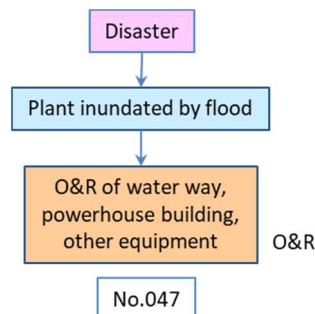 Disaster
Plant inundated by flood
O&R of water way,
powerhouse building,
other equipment
O&R
No.047